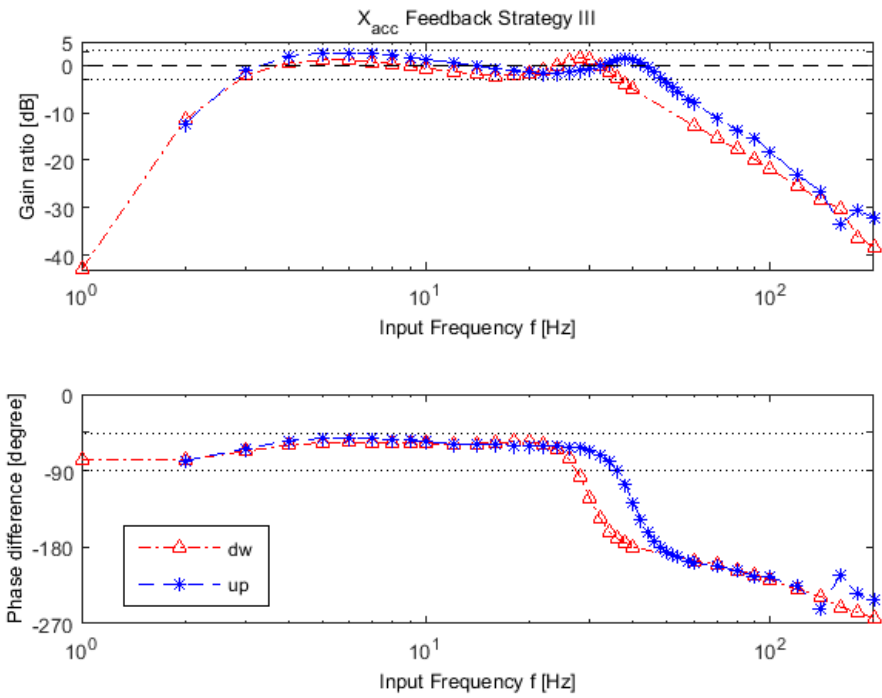 X_acc Feedback Strategy III
Gain ratio [dB]
5
0
-10
-20
-30
-40
10^0
10^1
10^2
Input Frequency f [Hz]
Phase difference [degree]
0
-90
-180
-270
dw
up
10^0
10^1
10^2
Input Frequency f [Hz]